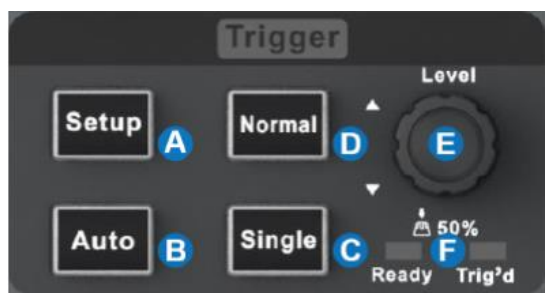 Trigger
Level
Setup A
Normal D
E
Auto B
Single C
50%
F
Ready Trig'd